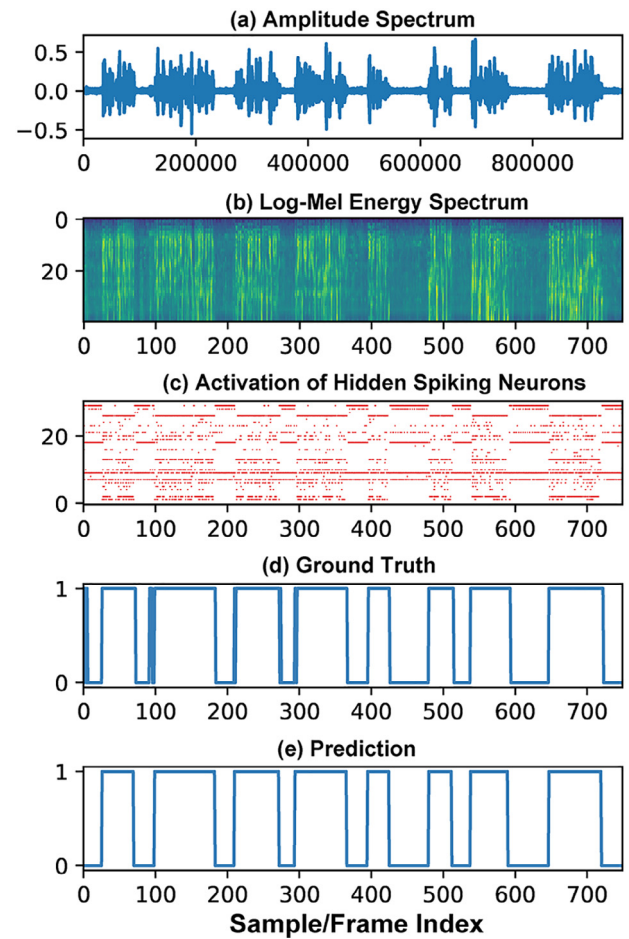 (a) Amplitude Spectrum
0.5
0.0
−0.5
0 200000 400000 600000 800000
(b) Log-Mel Energy Spectrum
0
20
0 100 200 300 400 500 600 700
(c) Activation of Hidden Spiking Neurons
20
0
0 100 200 300 400 500 600 700
(d) Ground Truth
1
0
0 100 200 300 400 500 600 700
(e) Prediction
1
0
0 100 200 300 400 500 600 700
Sample/Frame Index